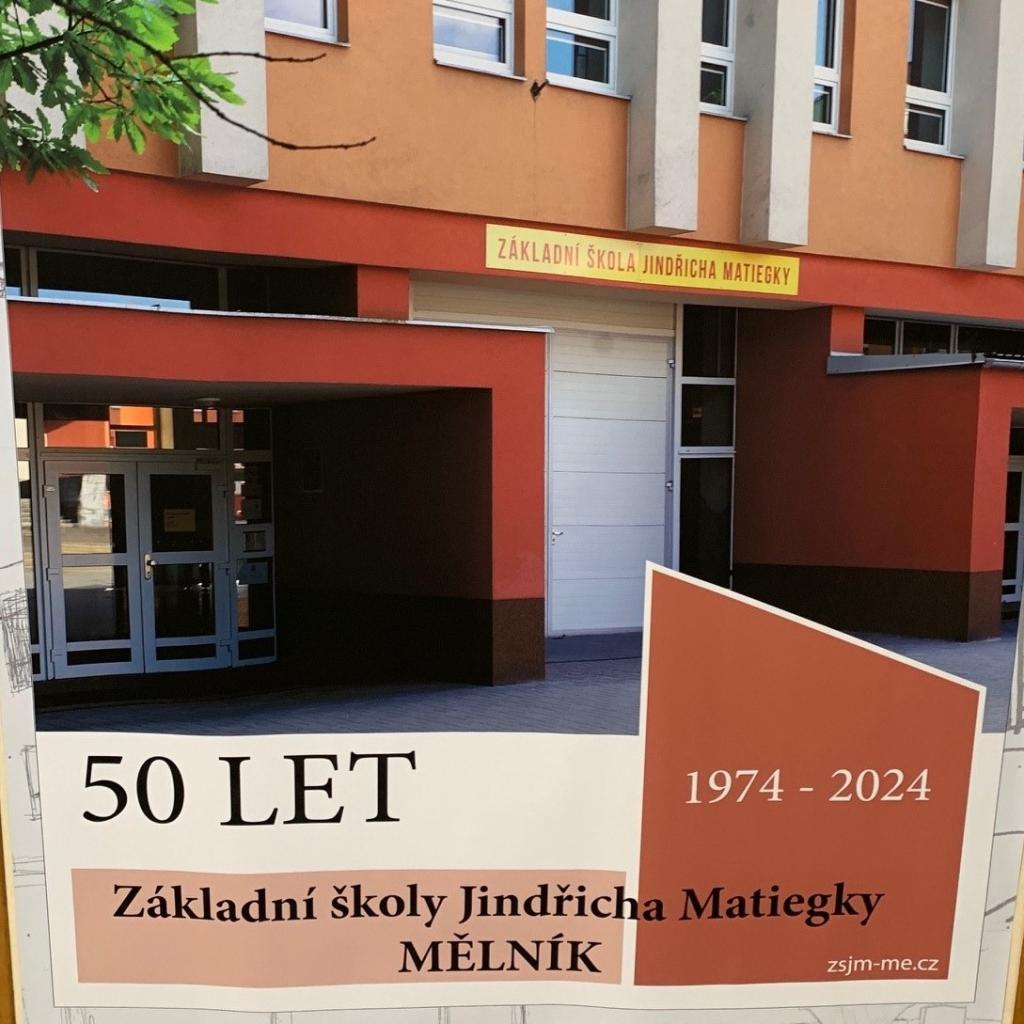 ZÁKLADNÍ ŠKOLA JINDŘICHA MATIEGKY
50 LET
1974 - 2024
Základní školy Jindřicha Matiegky
MĚLNÍK
zsjm-me.cz